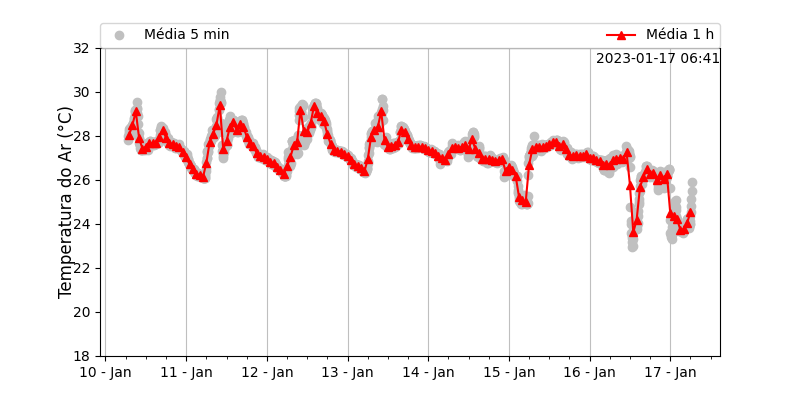 Média 5 min
Média 1 h
2023-01-17 06:41
Temperatura do Ar (°C)
32
30
28
26
24
22
20
18
10 - Jan
11 - Jan
12 - Jan
13 - Jan
14 - Jan
15 - Jan
16 - Jan
17 - Jan